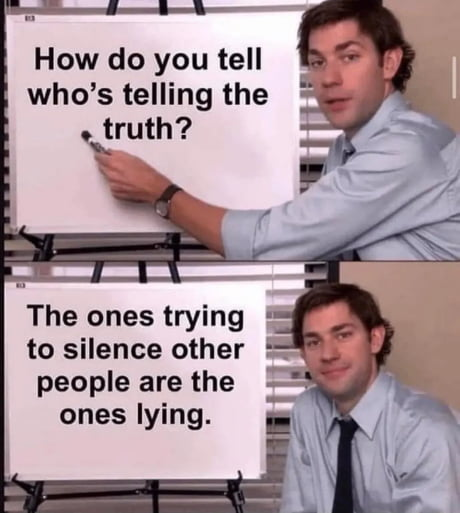 How do you tell
who's telling the
truth?
The ones trying
to silence other
people are the
ones lying.